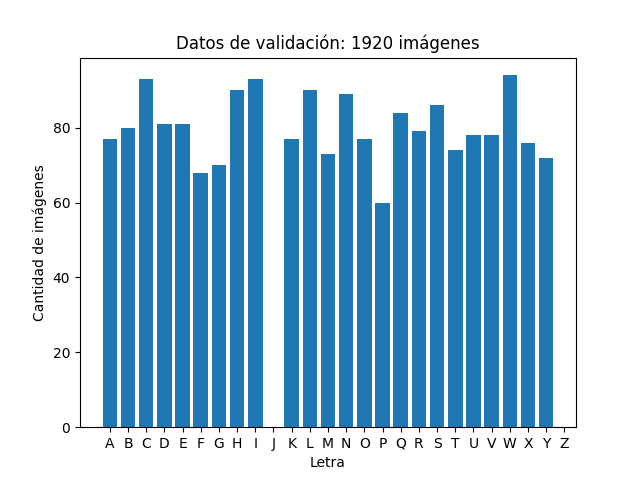 Datos de validación: 1920 imágenes
Cantidad de imágenes
80
60
40
20
0
A B C D E F G H I J K L M N O P Q R S T U V W X Y Z
Letra